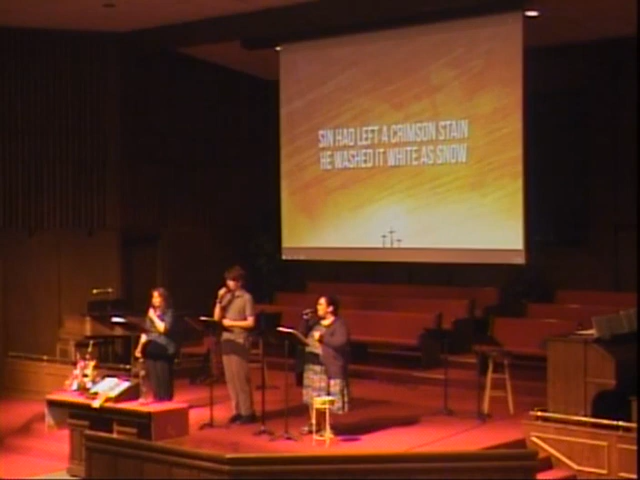 SIN HAD LEFT A CRIMSON STAIN
HE WASHED IT WHITE AS SNOW